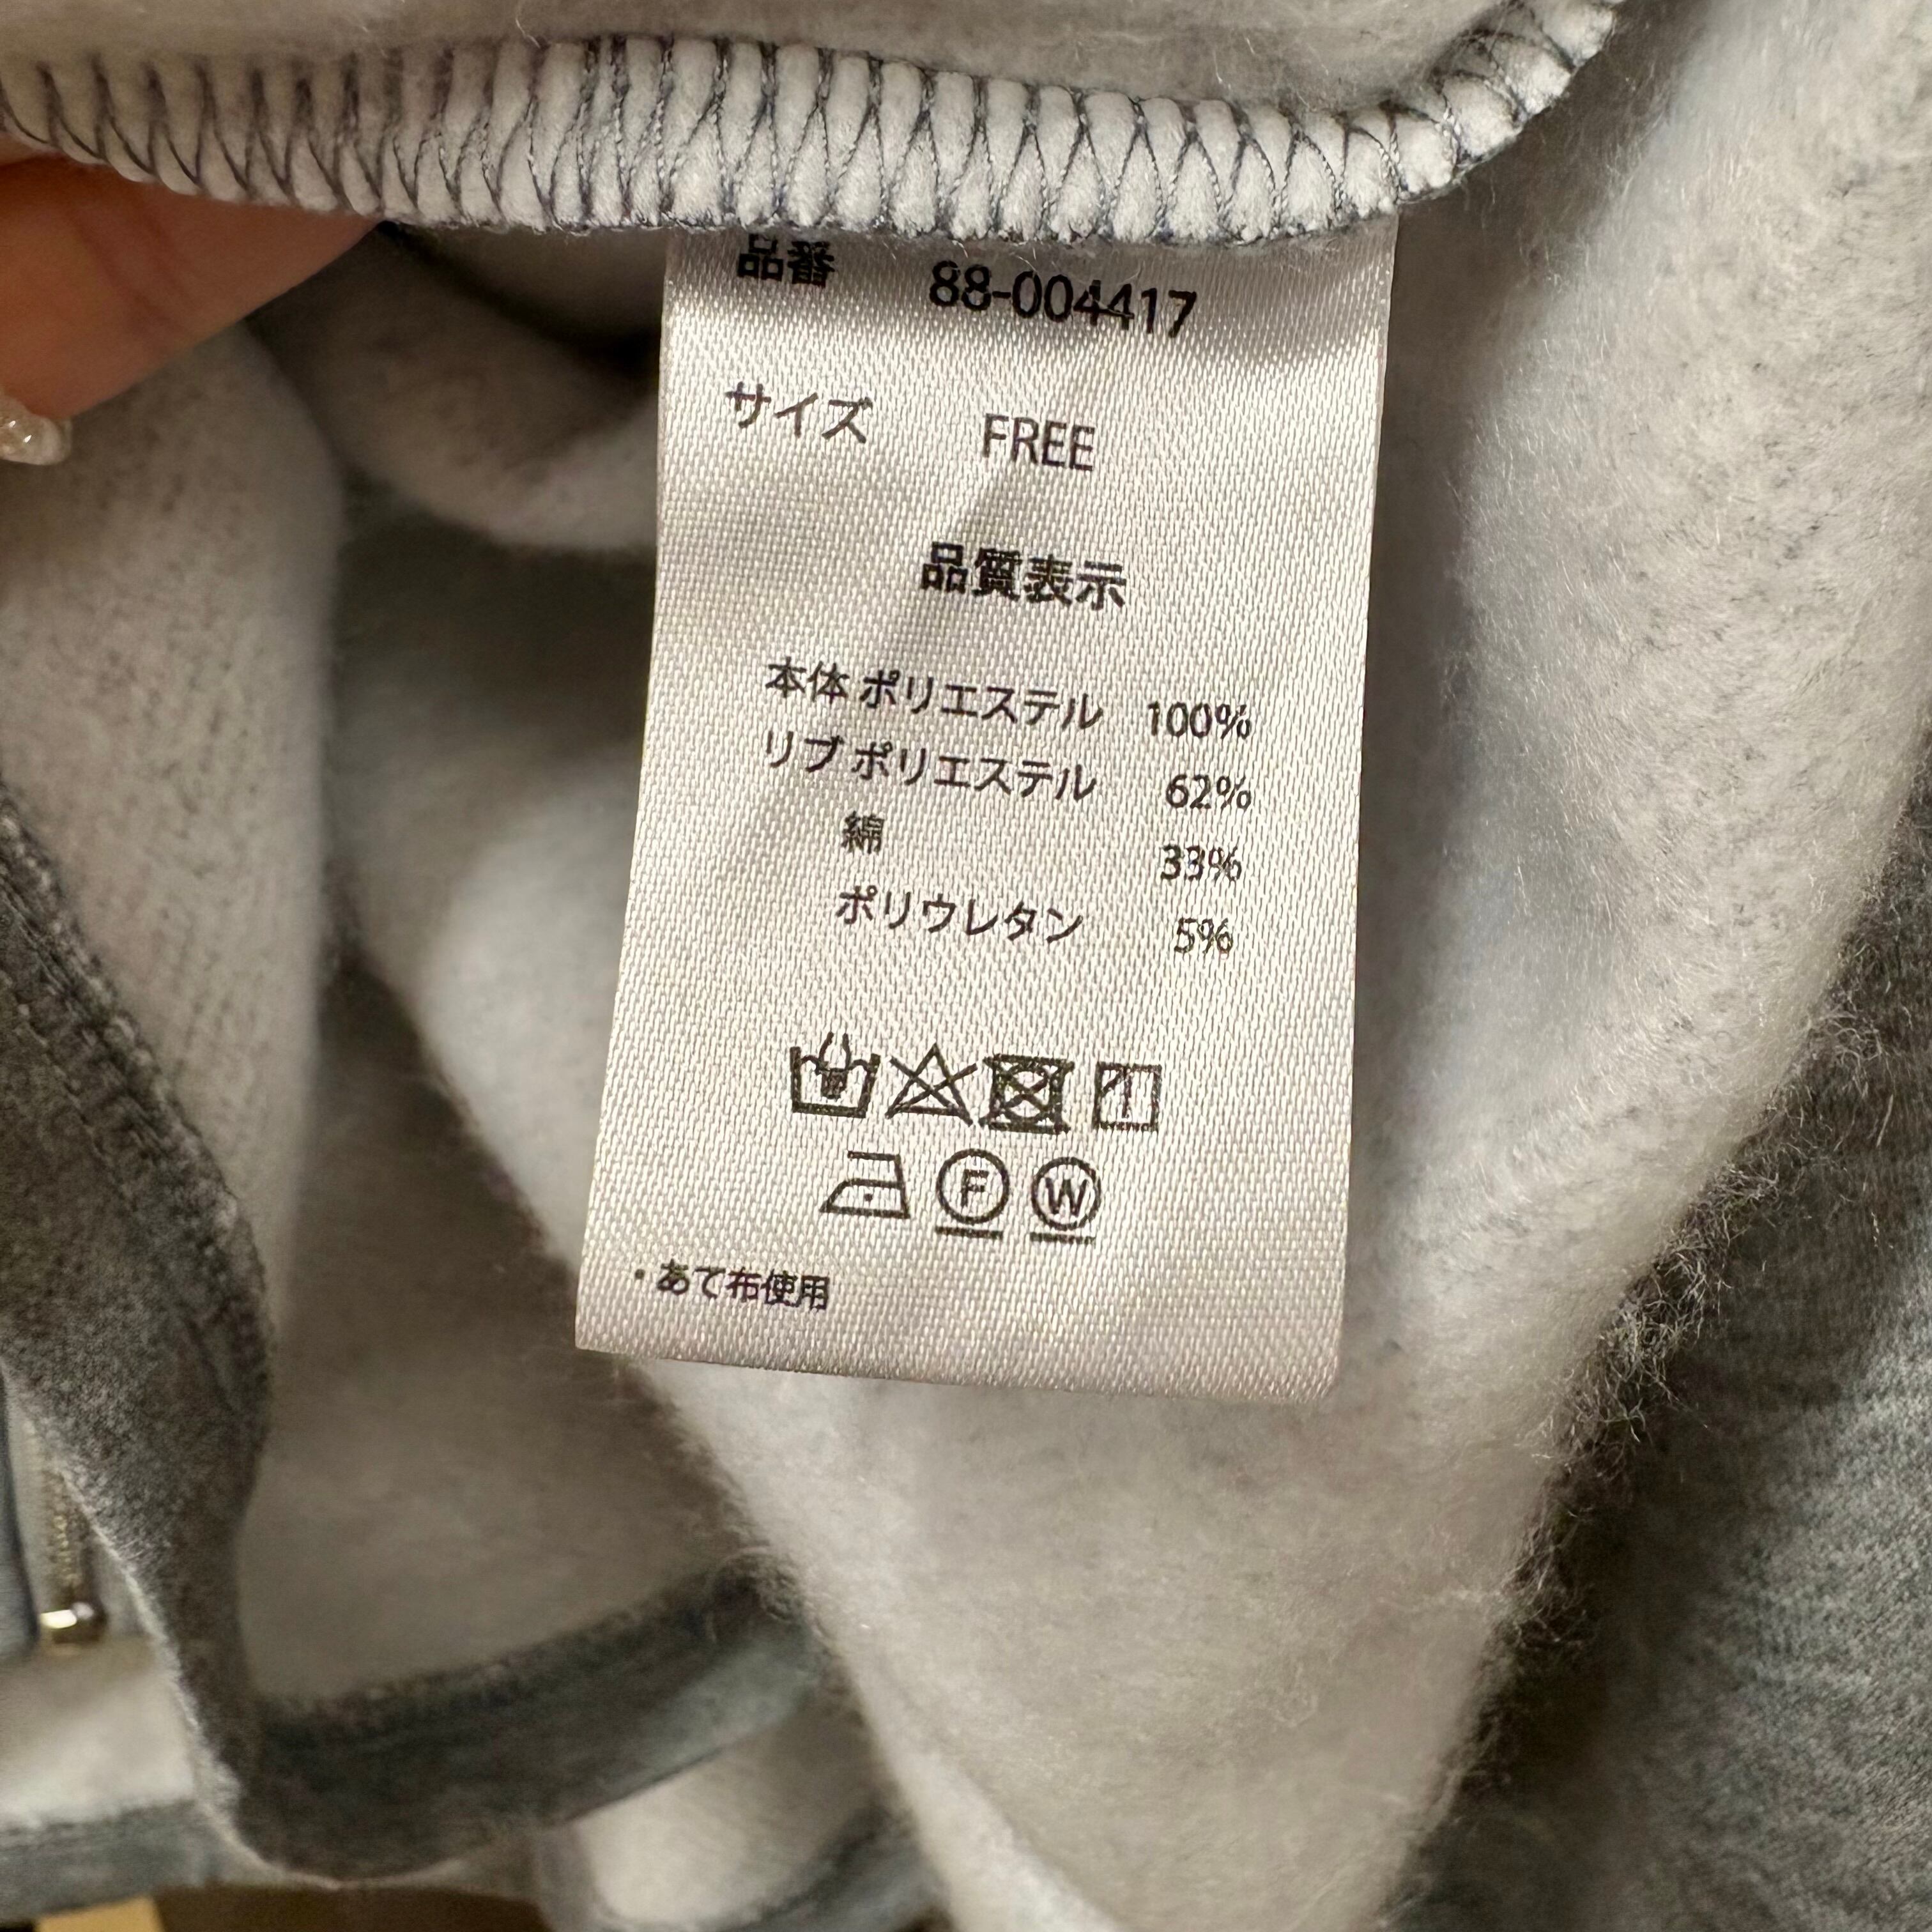 品番 88-004417
サイズ FREE
品質表示
本体 ポリエステル 100%
リブ ポリエステル 62%
綿 33%
ポリウレタン 5%
F W
・あて布使用